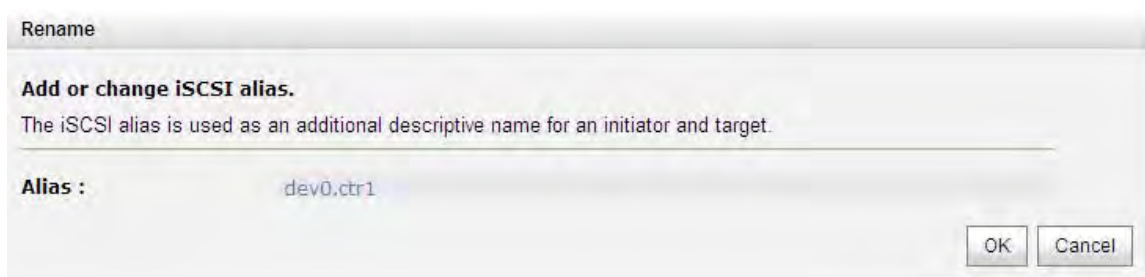 Rename
Add or change iSCSI alias.
The iSCSI alias is used as an additional descriptive name for an initiator and target.
Alias : dev0.ctr1
OK Cancel